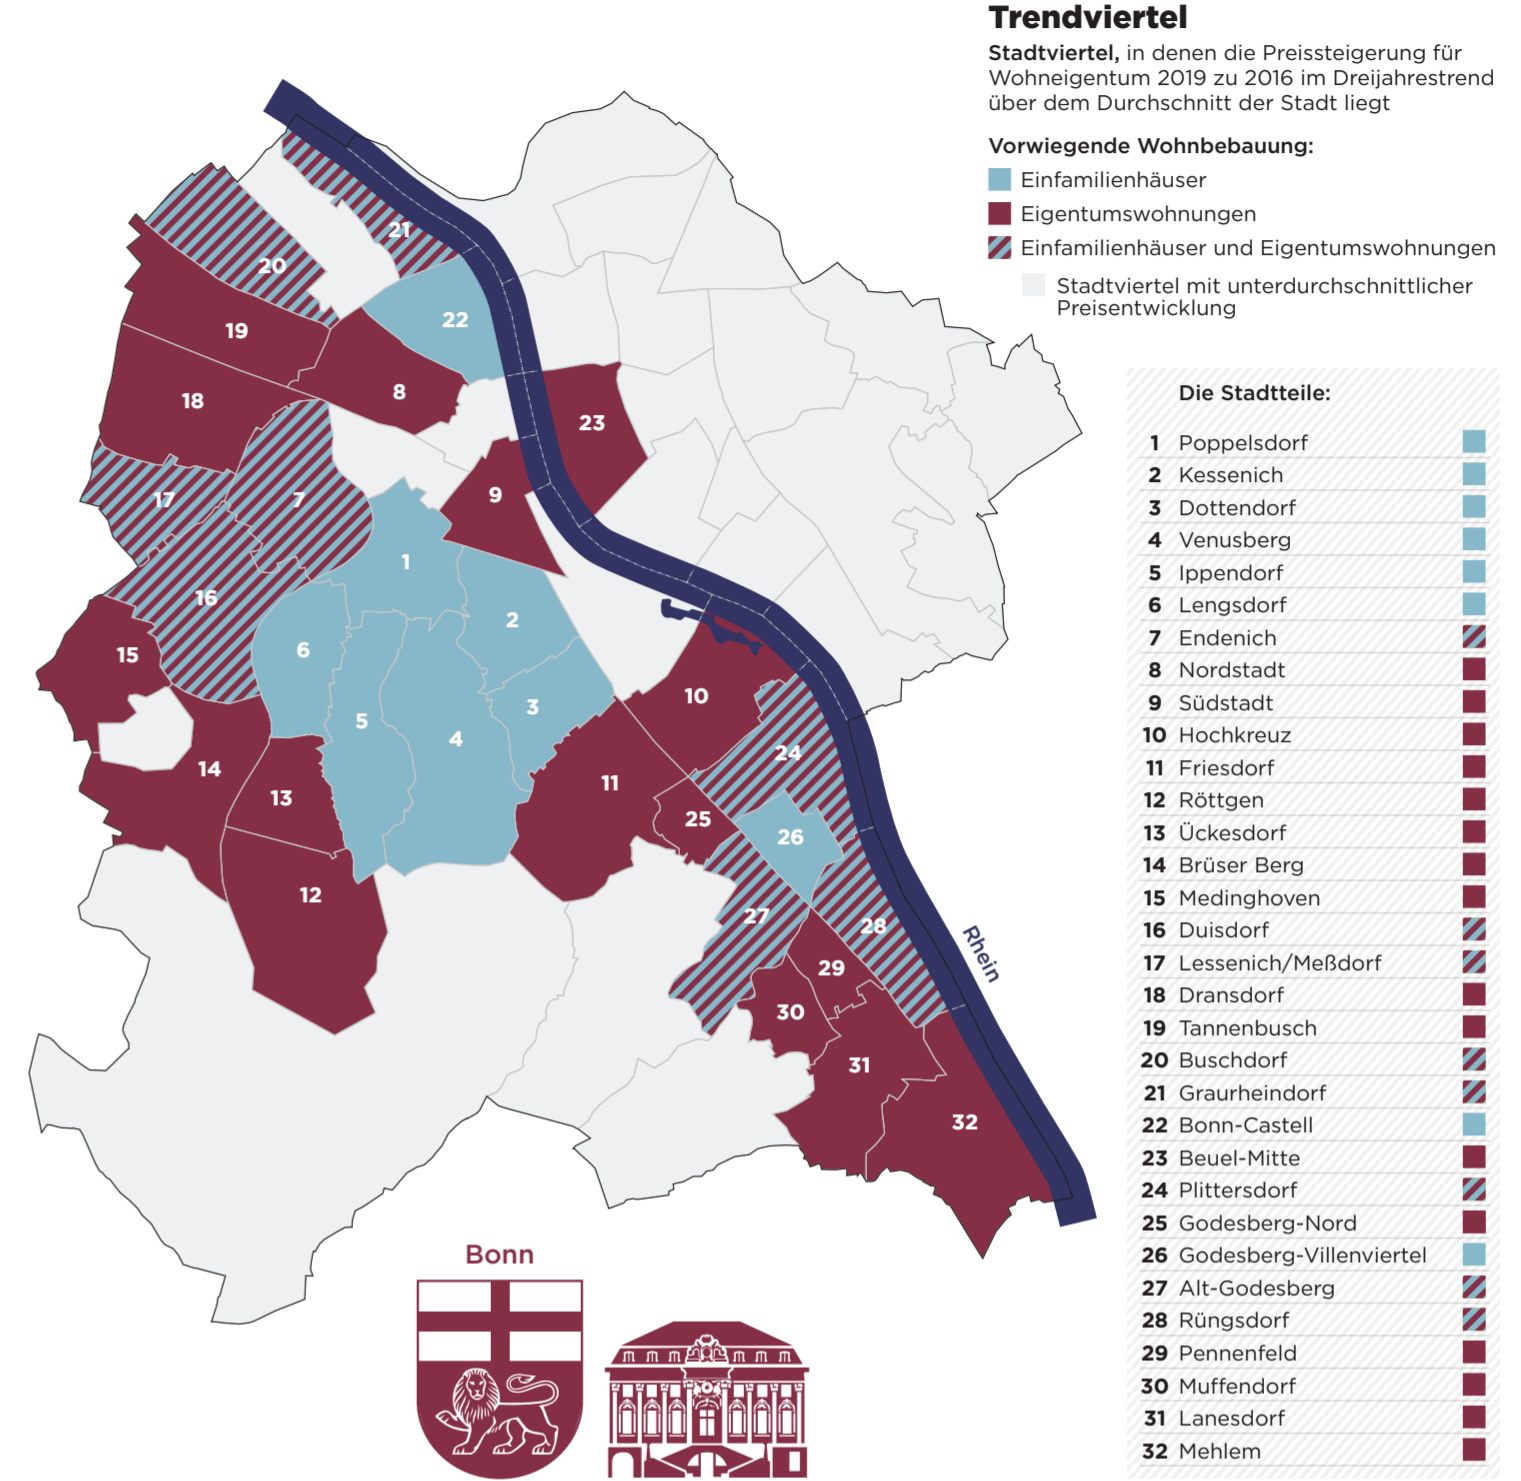 Trendviertel
Stadtviertel, in denen die Preissteigerung für
Wohneigentum 2019 zu 2016 im Dreijahrestrend
über dem Durchschnitt der Stadt liegt
Vorwiegende Wohnbebauung:
Einfamilienhäuser
Eigentumswohnungen
Einfamilienhäuser und Eigentumswohnungen
Stadtviertel mit unterdurchschnittlicher
Preisentwicklung
21
20
22
19
8
18
23
9
17
7
1
16
2
6
15
10
3
5
4
24
14
11
13
25
26
12
27
28
29
30
31
32
Rhein
Bonn
Die Stadtteile:
1 Poppelsdorf
2 Kessenich
3 Dottendorf
4 Venusberg
5 Ippendorf
6 Lengsdorf
7 Endenich
8 Nordstadt
9 Südstadt
10 Hochkreuz
11 Friesdorf
12 Röttgen
13 Ückesdorf
14 Brüser Berg
15 Medinghoven
16 Duisdorf
17 Lessenich/Meßdorf
18 Dransdorf
19 Tannenbusch
20 Buschdorf
21 Graurheindorf
22 Bonn-Castell
23 Beuel-Mitte
24 Plittersdorf
25 Godesberg-Nord
26 Godesberg-Villenviertel
27 Alt-Godesberg
28 Rüngsdorf
29 Pennenfeld
30 Muffendorf
31 Lanesdorf
32 Mehlem